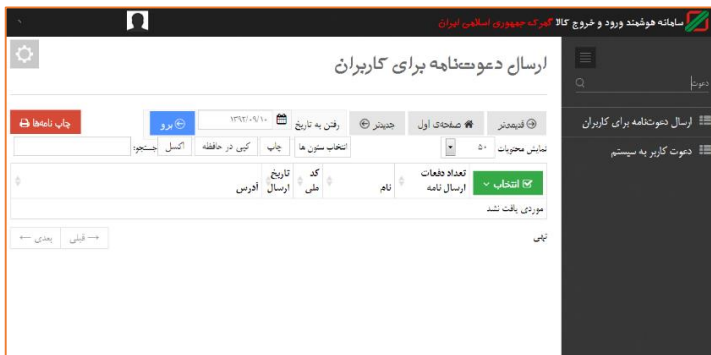 سامانه هوشمند ورود و خروج کالا گمرک جمهوری اسلامی ایران
دعوت
ارسال دعوتنامه برای کاربران
دعوت کاربر به سیستم
ارسال دعوتنامه برای کاربران
قدیمی‌تر صفحه‌ی اول جدیدتر رفتن به تاریخ ۱۳۹۲/۰۹/۱۰ برو چاپ نامه‌ها
نمایش محتویات ۵۰ انتخاب ستون ها چاپ کپی در حافظه اکسل جستجو:
انتخاب تعداد دفعات ارسال نامه نام کد ملی تاریخ ارسال آدرس
موردی یافت نشد
تهی
← قبلی بعدی →